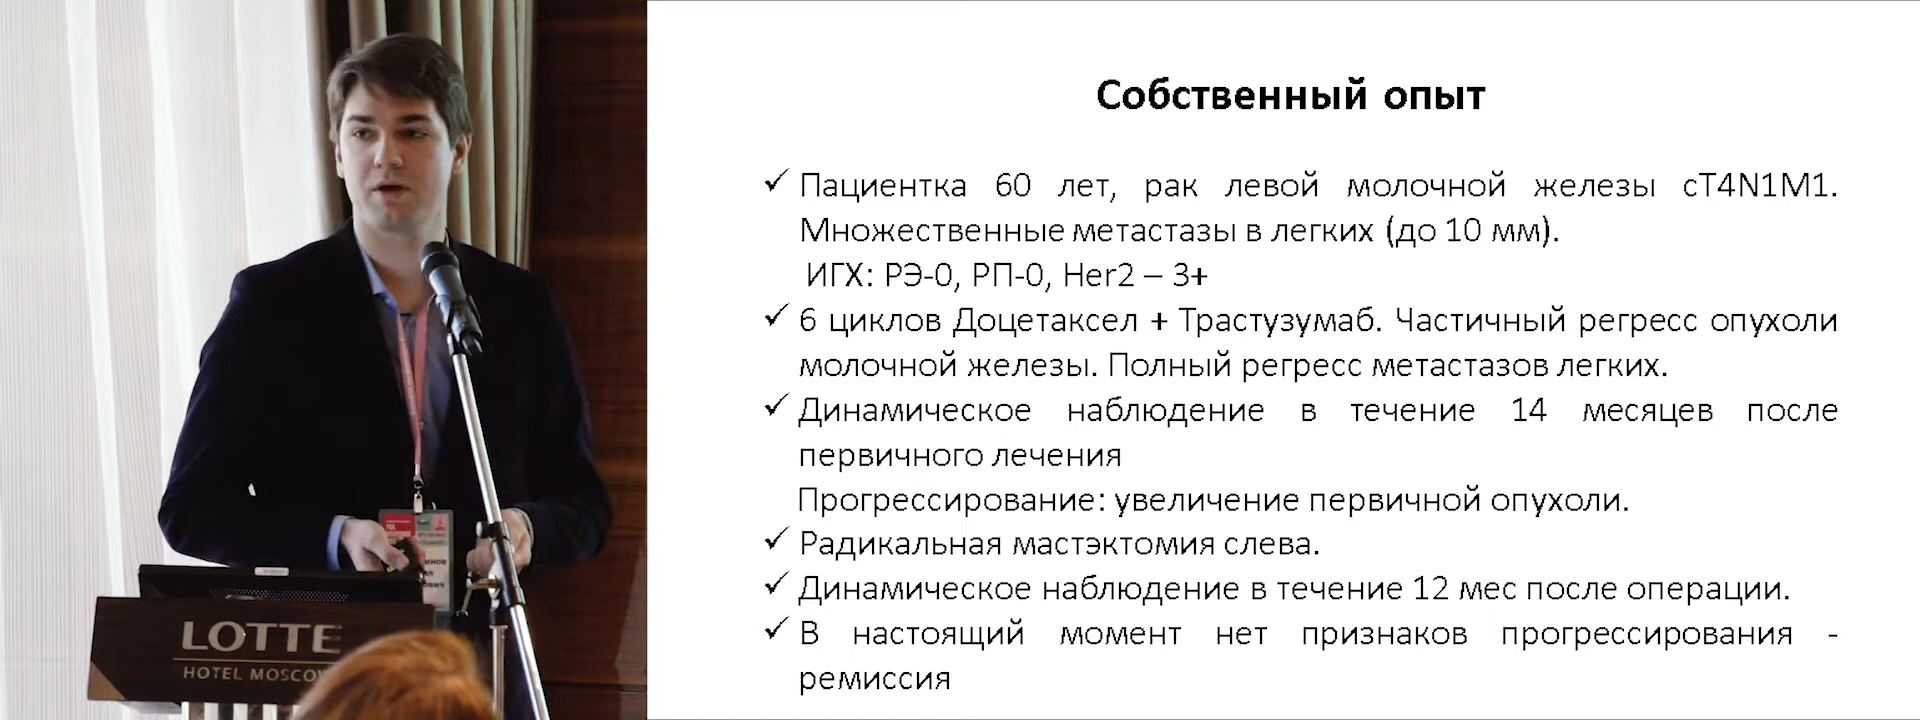 Собственный опыт
✓ Пациентка 60 лет, рак левой молочной железы cT4N1M1.
Множественные метастазы в легких (до 10 мм).
ИГХ: РЭ-0, РП-0, Her2 – 3+
✓ 6 циклов Доцетаксел + Трастузумаб. Частичный регресс опухоли
молочной железы. Полный регресс метастазов легких.
✓ Динамическое наблюдение в течение 14 месяцев после
первичного лечения
Прогрессирование: увеличение первичной опухоли.
✓ Радикальная мастэктомия слева.
✓ Динамическое наблюдение в течение 12 мес после операции.
✓ В настоящий момент нет признаков прогрессирования -
ремиссия
LOTTE
HOTEL MOSCOW